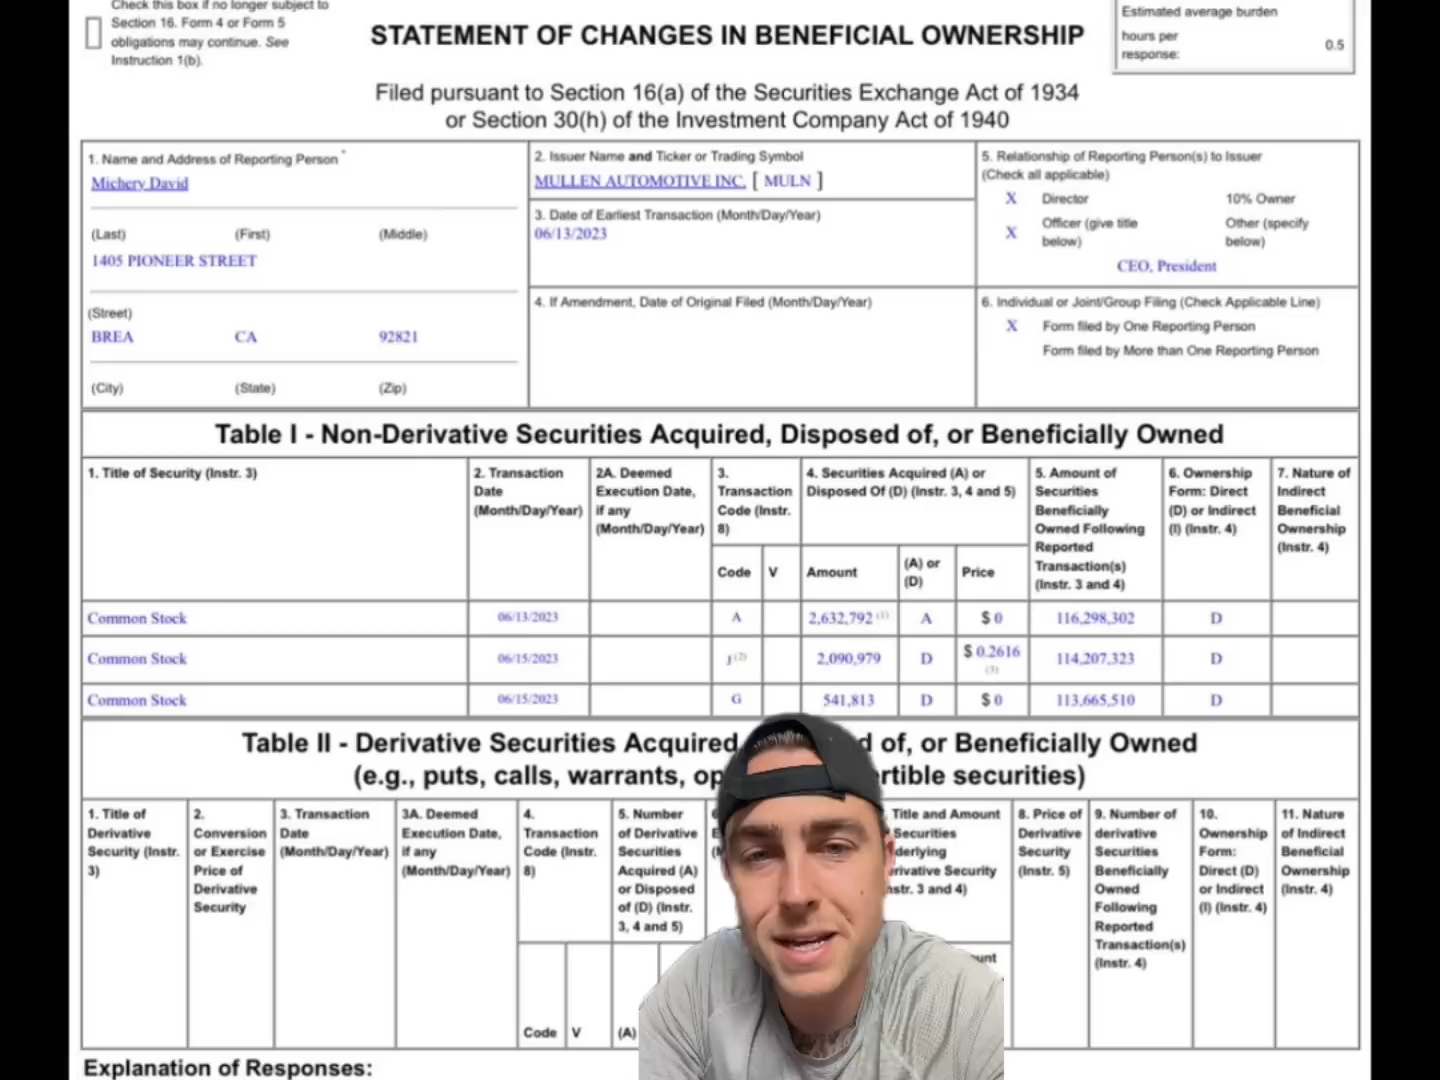 Check this box if no longer subject to
Section 16. Form 4 or Form 5
obligations may continue. See
Instruction 1(b).
STATEMENT OF CHANGES IN BENEFICIAL OWNERSHIP
Estimated average burden
hours per
response:
0.5
Filed pursuant to Section 16(a) of the Securities Exchange Act of 1934
or Section 30(h) of the Investment Company Act of 1940
1. Name and Address of Reporting Person*
Michery David
(Last) (First) (Middle)
1405 PIONEER STREET
(Street)
BREA CA 92821
(City) (State) (Zip)
2. Issuer Name and Ticker or Trading Symbol
MULLEN AUTOMOTIVE INC. [ MULN ]
3. Date of Earliest Transaction (Month/Day/Year)
06/13/2023
4. If Amendment, Date of Original Filed (Month/Day/Year)
5. Relationship of Reporting Person(s) to Issuer
(Check all applicable)
X Director 10% Owner
X Officer (give title below) Other (specify below)
CEO, President
6. Individual or Joint/Group Filing (Check Applicable Line)
X Form filed by One Reporting Person
Form filed by More than One Reporting Person
Table I - Non-Derivative Securities Acquired, Disposed of, or Beneficially Owned
1. Title of Security (Instr. 3)
2. Transaction
Date
(Month/Day/Year)
2A. Deemed
Execution Date,
if any
(Month/Day/Year)
3.
Transaction
Code (Instr.
8)
4. Securities Acquired (A) or
Disposed Of (D) (Instr. 3, 4 and 5)
5. Amount of
Securities
Beneficially
Owned Following
Reported
Transaction(s)
(Instr. 3 and 4)
6. Ownership
Form: Direct
(D) or Indirect
(I) (Instr. 4)
7. Nature of
Indirect
Beneficial
Ownership
(Instr. 4)
Code V Amount (A) or (D) Price
Common Stock 06/13/2023 A 2,632,792 (1) A $ 0 116,298,302 D
Common Stock 06/15/2023 J(2) 2,090,979 D $ 0.2616 (3) 114,207,323 D
Common Stock 06/15/2023 G 541,813 D $ 0 113,665,510 D
Table II - Derivative Securities Acquired d of, or Beneficially Owned
(e.g., puts, calls, warrants, op rtible securities)
1. Title of
Derivative
Security (Instr.
3)
2.
Conversion
or Exercise
Price of
Derivative
Security
3. Transaction
Date
(Month/Day/Year)
3A. Deemed
Execution Date,
if any
(Month/Day/Year)
4.
Transaction
Code (Instr.
8)
5. Number
of Derivative
Securities
Acquired (A)
or Disposed
of (D) (Instr.
3, 4 and 5)
Title and Amount
Securities
derlying
rivative Security
nstr. 3 and 4)
8. Price of
Derivative
Security
(Instr. 5)
9. Number of
derivative
Securities
Beneficially
Owned
Following
Reported
Transaction(s)
(Instr. 4)
10.
Ownership
Form:
Direct (D)
or Indirect
(I) (Instr. 4)
11. Nature
of Indirect
Beneficial
Ownership
(Instr. 4)
Code V (A)
ount
Explanation of Responses: